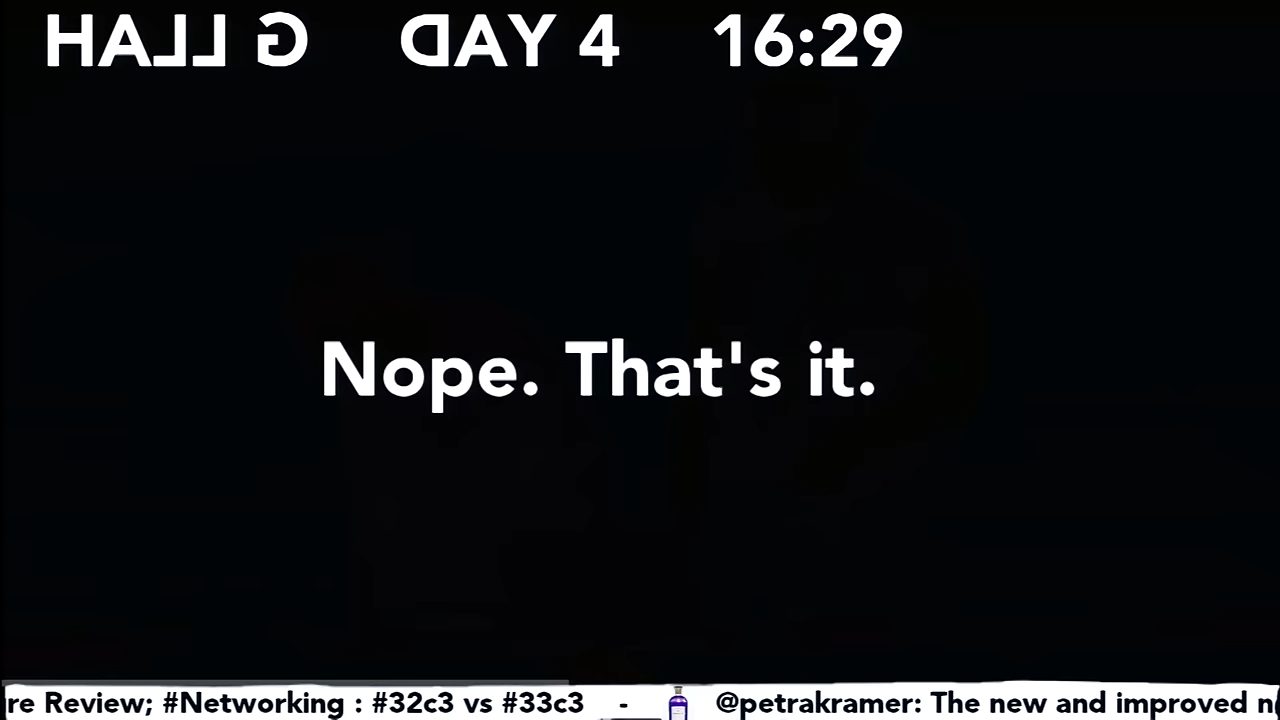 HALL G DAY 4 16:29
Nope. That's it.
re Review; #Networking : #32c3 vs #33c3 - @petrakramer: The new and improved n